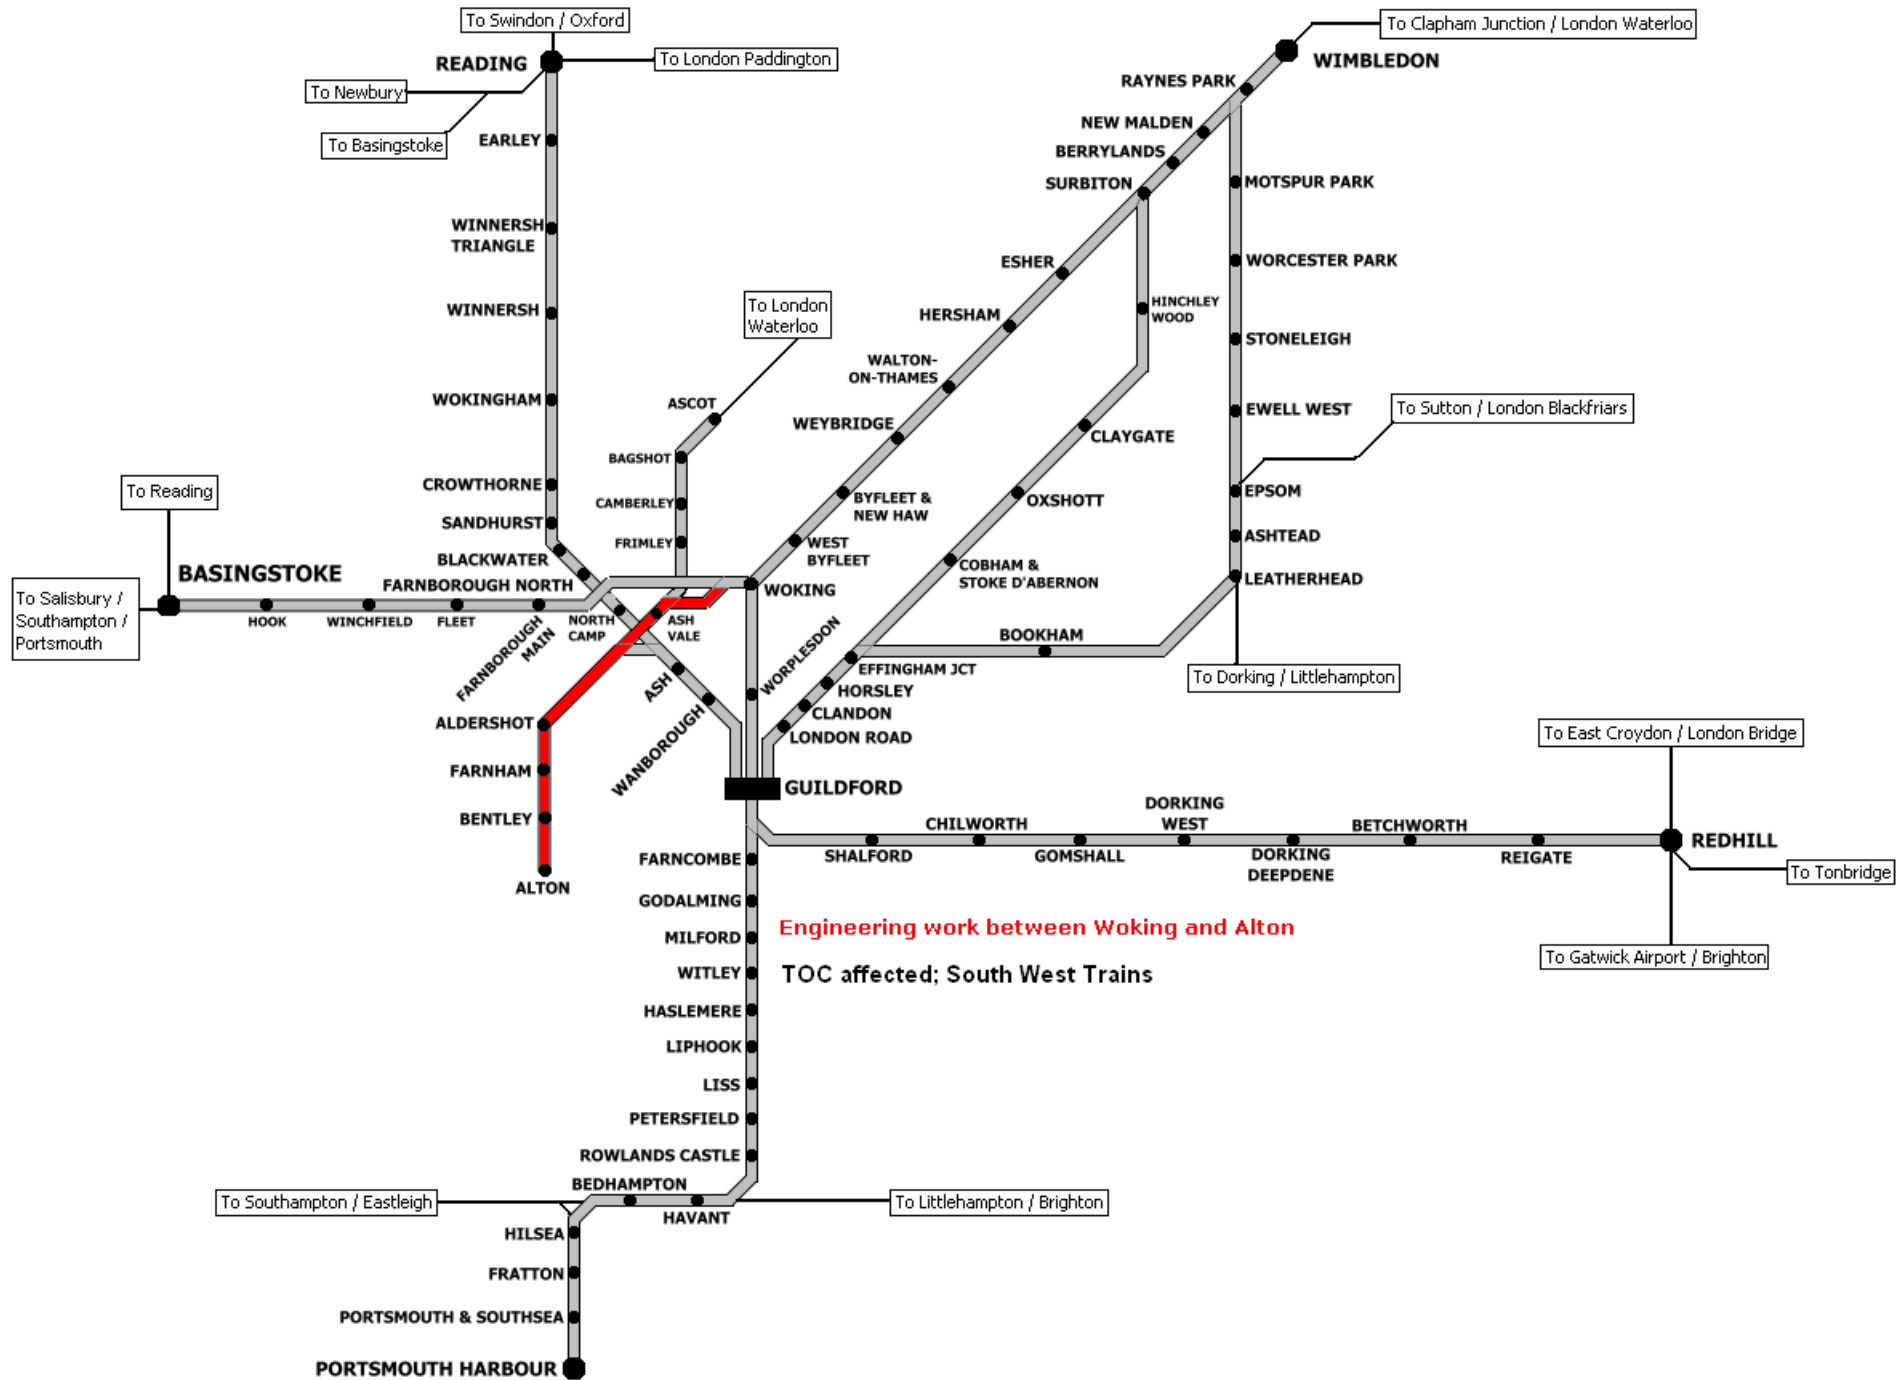 To Swindon / Oxford
To Clapham Junction / London Waterloo
READING
To London Paddington
WIMBLEDON
To Newbury
RAYNES PARK
To Basingstoke
EARLEY
NEW MALDEN
BERRYLANDS
SURBITON
MOTSPUR PARK
WINNERSH
TRIANGLE
ESHER
WORCESTER PARK
WINNERSH
To London
Waterloo
HERSHAM
HINCHLEY
WOOD
STONELEIGH
WALTON-
ON-THAMES
WOKINGHAM
ASCOT
WEYBRIDGE
CLAYGATE
EWELL WEST
To Sutton / London Blackfriars
BAGSHOT
CROWTHORNE
CAMBERLEY
BYFLEET &
NEW HAW
OXSHOTT
EPSOM
To Reading
SANDHURST
FRIMLEY
WEST
BYFLEET
ASHTEAD
BLACKWATER
COBHAM &
STOKE D'ABERNON
LEATHERHEAD
BASINGSTOKE
FARNBOROUGH NORTH
WOKING
To Salisbury /
Southampton /
Portsmouth
HOOK
WINCHFIELD
FLEET
FARNBOROUGH
MAIN
NORTH
CAMP
ASH
VALE
WORPLESDON
BOOKHAM
EFFINGHAM JCT
To Dorking / Littlehampton
ASH
HORSLEY
CLANDON
ALDERSHOT
WANBOROUGH
LONDON ROAD
To East Croydon / London Bridge
FARNHAM
GUILDFORD
BENTLEY
CHILWORTH
DORKING
WEST
BETCHWORTH
REDHILL
SHALFORD
GOMSHALL
DORKING
DEEPDENE
REIGATE
To Tonbridge
ALTON
FARNCOMBE
GODALMING
Engineering work between Woking and Alton
MILFORD
To Gatwick Airport / Brighton
WITLEY
TOC affected; South West Trains
HASLEMERE
LIPHOOK
LISS
PETERSFIELD
ROWLANDS CASTLE
BEDHAMPTON
To Southampton / Eastleigh
To Littlehampton / Brighton
HAVANT
HILSEA
FRATTON
PORTSMOUTH & SOUTHSEA
PORTSMOUTH HARBOUR